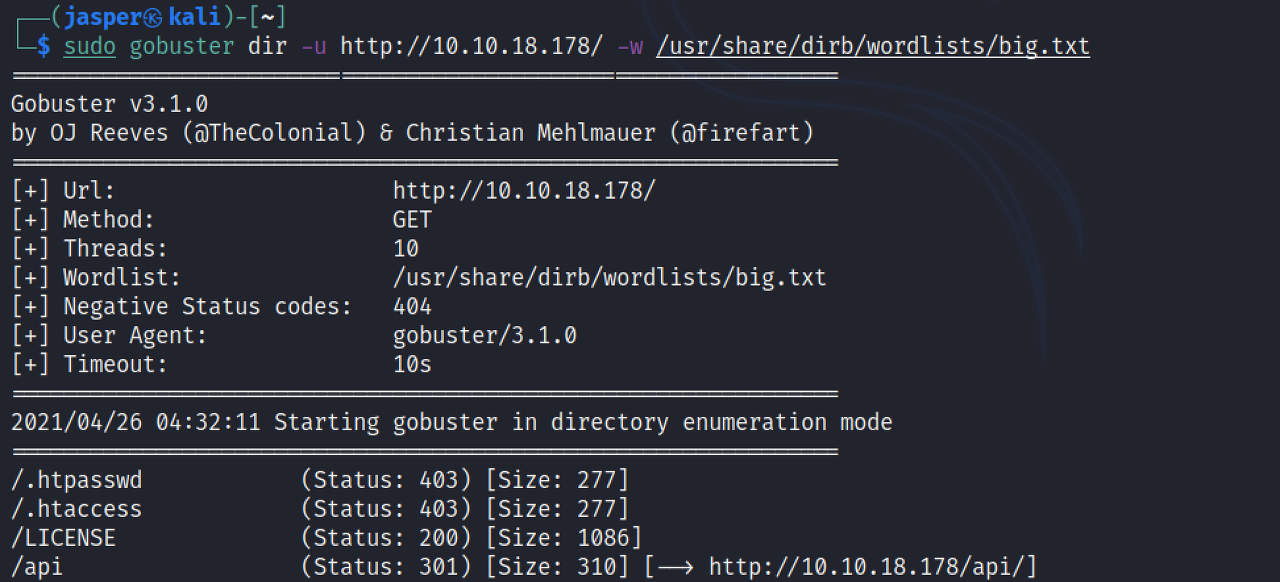 ┌──(jasper㉿kali)-[~]
└─$ sudo gobuster dir -u http://10.10.18.178/ -w /usr/share/dirb/wordlists/big.txt
===============================================================
Gobuster v3.1.0
by OJ Reeves (@TheColonial) & Christian Mehlmauer (@firefart)
===============================================================
[+] Url:                     http://10.10.18.178/
[+] Method:                  GET
[+] Threads:                 10
[+] Wordlist:                /usr/share/dirb/wordlists/big.txt
[+] Negative Status codes:   404
[+] User Agent:              gobuster/3.1.0
[+] Timeout:                 10s
===============================================================
2021/04/26 04:32:11 Starting gobuster in directory enumeration mode
===============================================================
/.htpasswd            (Status: 403) [Size: 277]
/.htaccess            (Status: 403) [Size: 277]
/LICENSE              (Status: 200) [Size: 1086]
/api                  (Status: 301) [Size: 310] [--> http://10.10.18.178/api/]